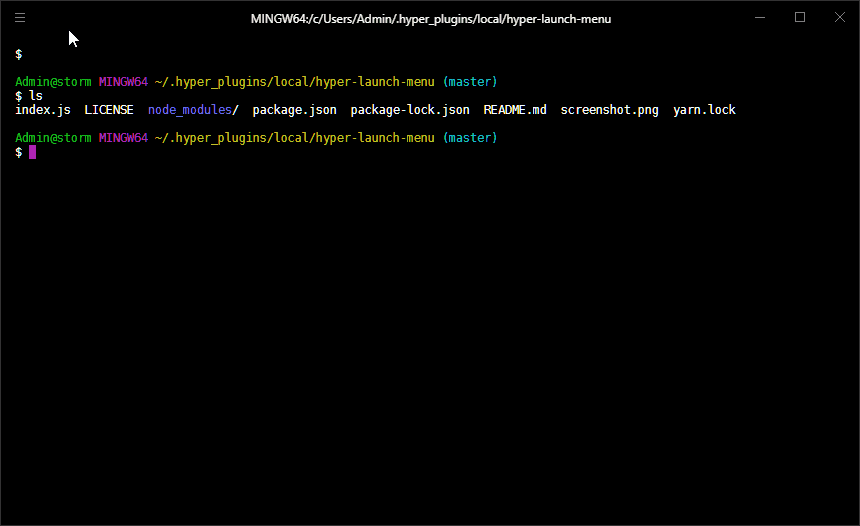 MINGW64:/c/Users/Admin/.hyper_plugins/local/hyper-launch-menu
$
Admin@storm MINGW64 ~/.hyper_plugins/local/hyper-launch-menu (master)
$ ls
index.js  LICENSE  node_modules/  package.json  package-lock.json  README.md  screenshot.png  yarn.lock
Admin@storm MINGW64 ~/.hyper_plugins/local/hyper-launch-menu (master)
$